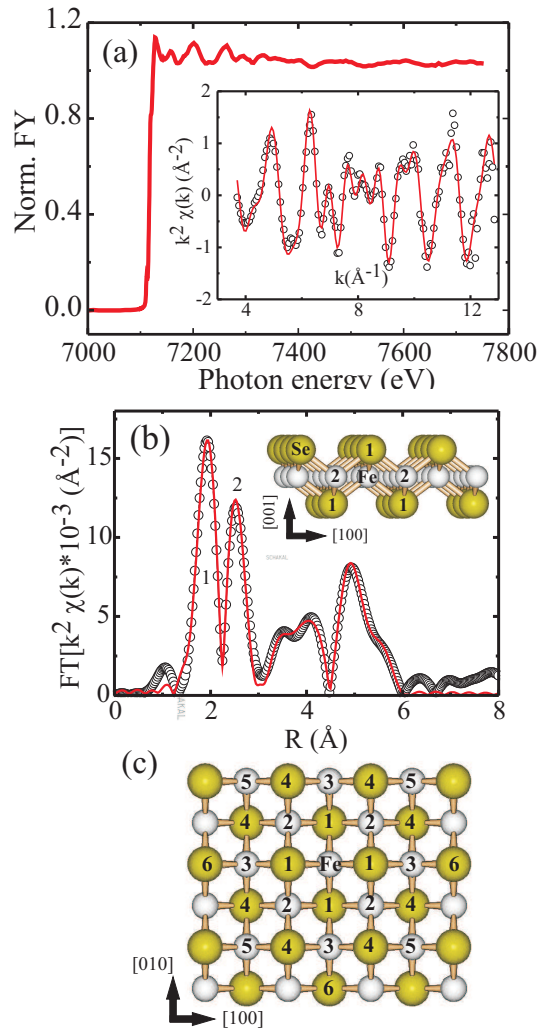 (a)
1.2
0.8
0.4
0.0
Norm. FY
k² χ(k) (Å⁻²)
2
1
0
-1
-2
k(Å⁻¹)
4 6 8 10 12
7000 7200 7400 7600 7800
Photon energy (eV)
(b)
FT[k² χ(k)*10⁻³ (Å⁻²)]
15
10
5
0
1
2
Se 1
2 Fe 2
1 1
[001]
[100]
SCHAKAL
AKAL
0 2 4 6 8
R (Å)
(c)
5 4 3 4 5
4 2 1 2 4
6 3 1 Fe 1 3 6
4 2 1 2 4
5 4 3 4 5
6
[010]
[100]